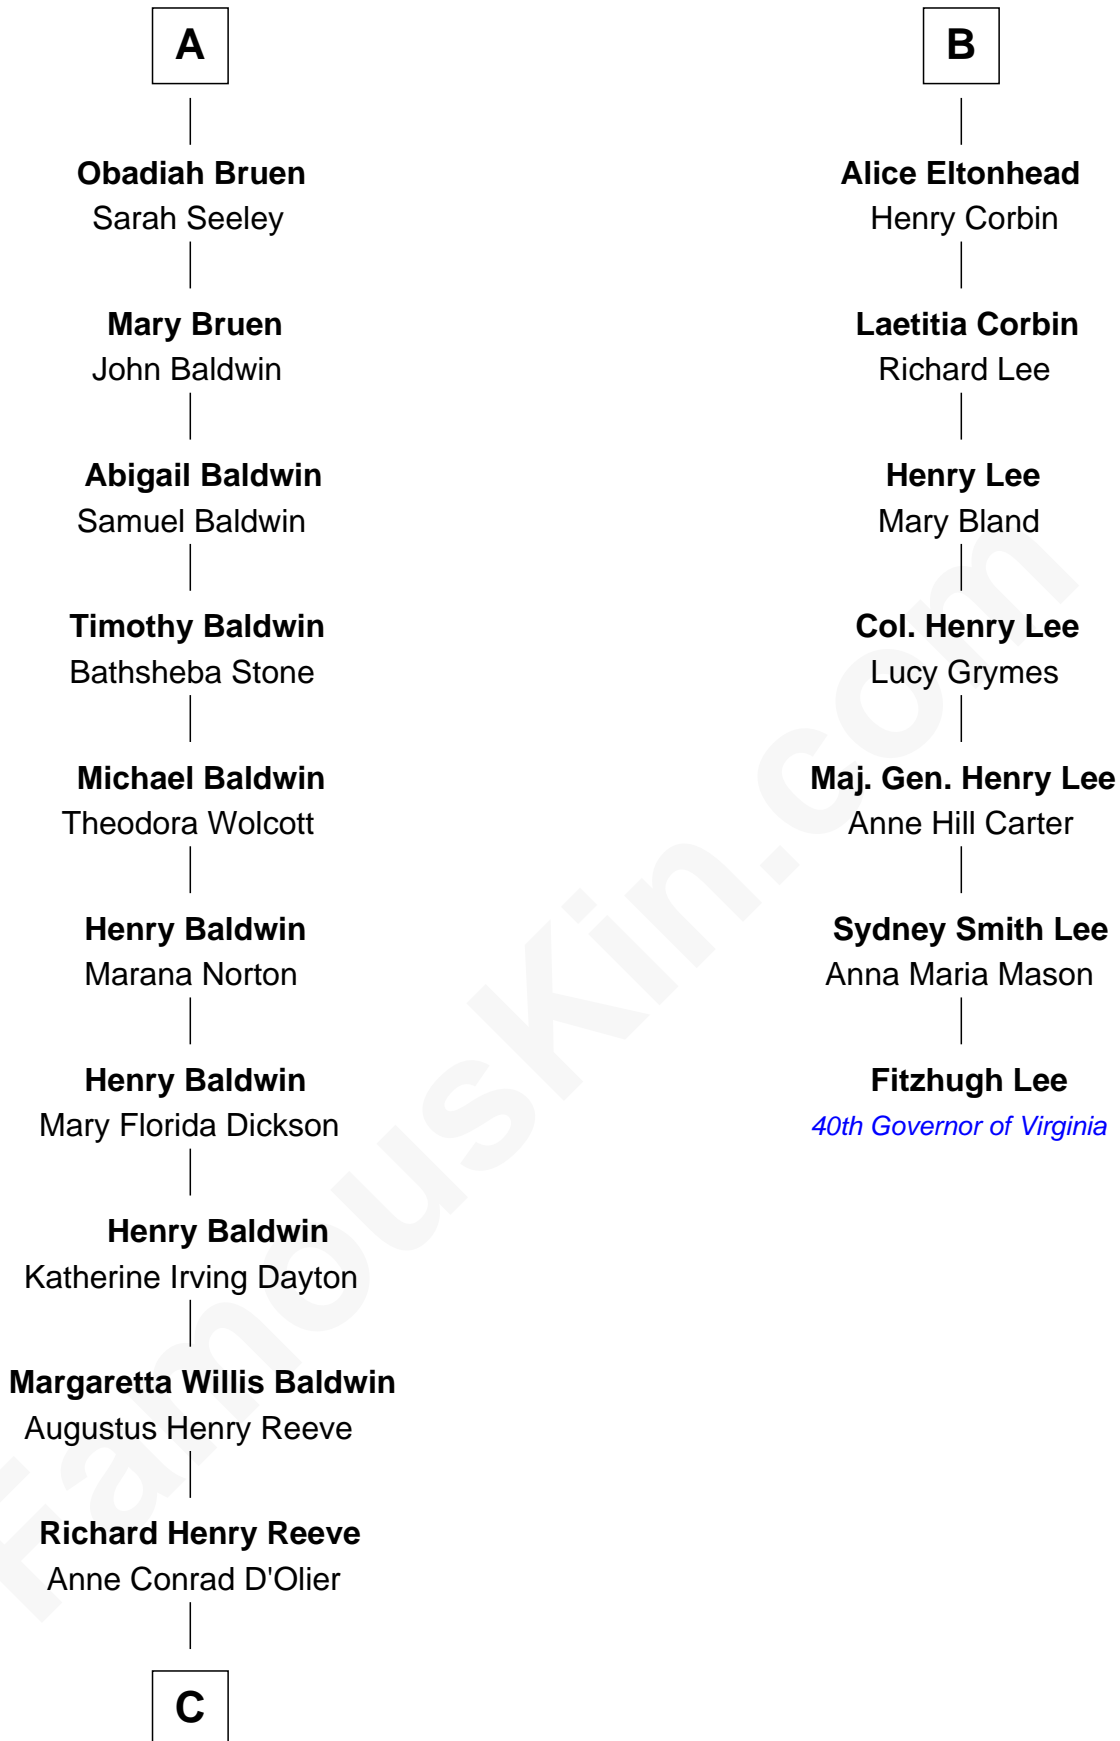 A
Obadiah Bruen
Sarah Seeley
Mary Bruen
John Baldwin
Abigail Baldwin
Samuel Baldwin
Timothy Baldwin
Bathsheba Stone
Michael Baldwin
Theodora Wolcott
Henry Baldwin
Marana Norton
Henry Baldwin
Mary Florida Dickson
Henry Baldwin
Katherine Irving Dayton
Margaretta Willis Baldwin
Augustus Henry Reeve
Richard Henry Reeve
Anne Conrad D'Olier
C
B
Alice Eltonhead
Henry Corbin
Laetitia Corbin
Richard Lee
Henry Lee
Mary Bland
Col. Henry Lee
Lucy Grymes
Maj. Gen. Henry Lee
Anne Hill Carter
Sydney Smith Lee
Anna Maria Mason
Fitzhugh Lee
40th Governor of Virginia
FamousKin.com